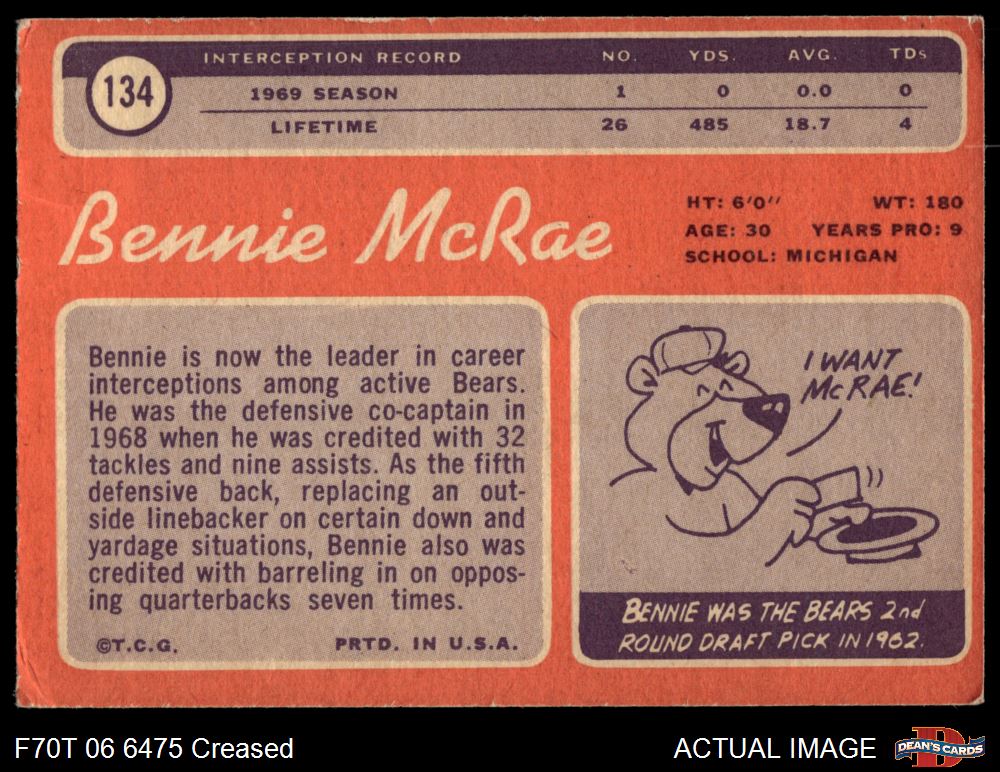 134
INTERCEPTION RECORD NO. YDS. AVG. TDs
1969 SEASON 1 0 0.0 0
LIFETIME 26 485 18.7 4
Bennie McRae
HT: 6'0" WT: 180
AGE: 30 YEARS PRO: 9
SCHOOL: MICHIGAN
Bennie is now the leader in career
interceptions among active Bears.
He was the defensive co-captain in
1968 when he was credited with 32
tackles and nine assists. As the fifth
defensive back, replacing an out-
side linebacker on certain down and
yardage situations, Bennie also was
credited with barreling in on oppos-
ing quarterbacks seven times.
©T.C.G. PRTD. IN U.S.A.
I WANT
McRAE!
BENNIE WAS THE BEARS 2nd
ROUND DRAFT PICK IN 1962.
F70T 06 6475 Creased
ACTUAL IMAGE
DEAN'S CARDS